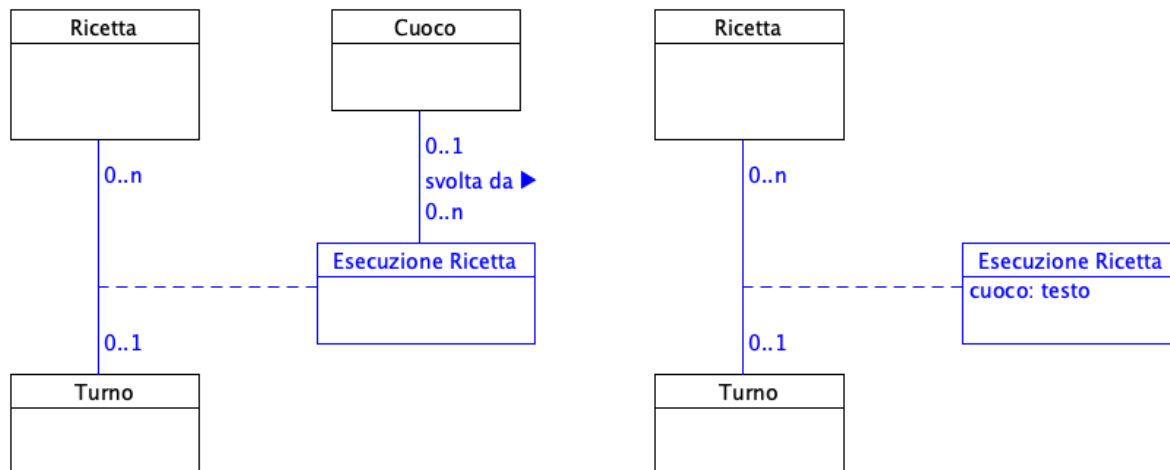 Ricetta
Cuoco
0..n
0..1
svolta da ▶
0..n
Esecuzione Ricetta
0..1
Turno
Ricetta
0..n
Esecuzione Ricetta
cuoco: testo
0..1
Turno